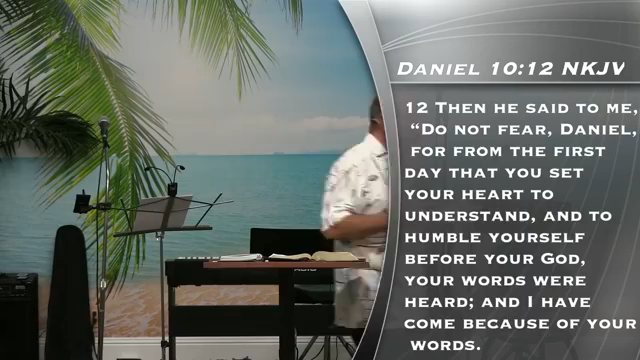 Daniel 10:12 NKJV
12 Then he said to me,
“Do not fear, Daniel,
for from the first
day that you set
your heart to
understand, and to
humble yourself
before your God,
your words were
heard; and I have
come because of your
words.